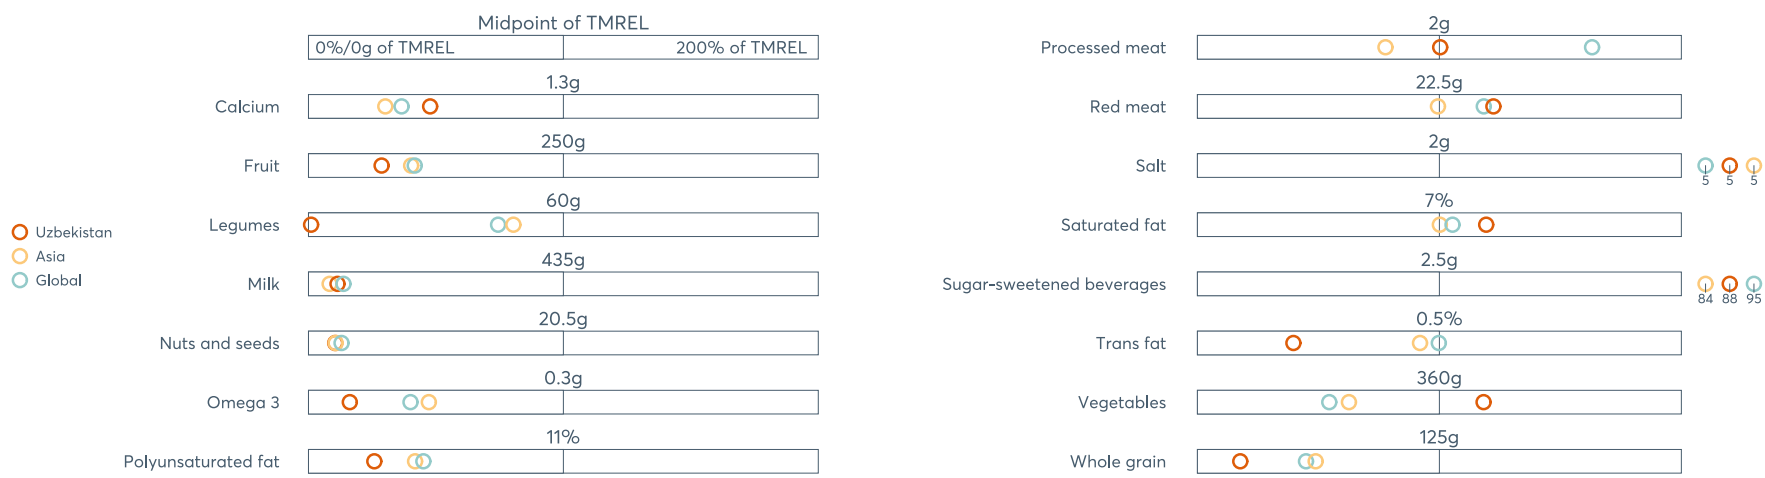 Midpoint of TMREL
0%/0g of TMREL 200% of TMREL
1.3g
Calcium
250g
Fruit
60g
Legumes
435g
Milk
20.5g
Nuts and seeds
0.3g
Omega 3
11%
Polyunsaturated fat
Uzbekistan
Asia
Global
2g
Processed meat
22.5g
Red meat
2g
Salt
5 5 5
7%
Saturated fat
2.5g
Sugar-sweetened beverages
84 88 95
0.5%
Trans fat
360g
Vegetables
125g
Whole grain